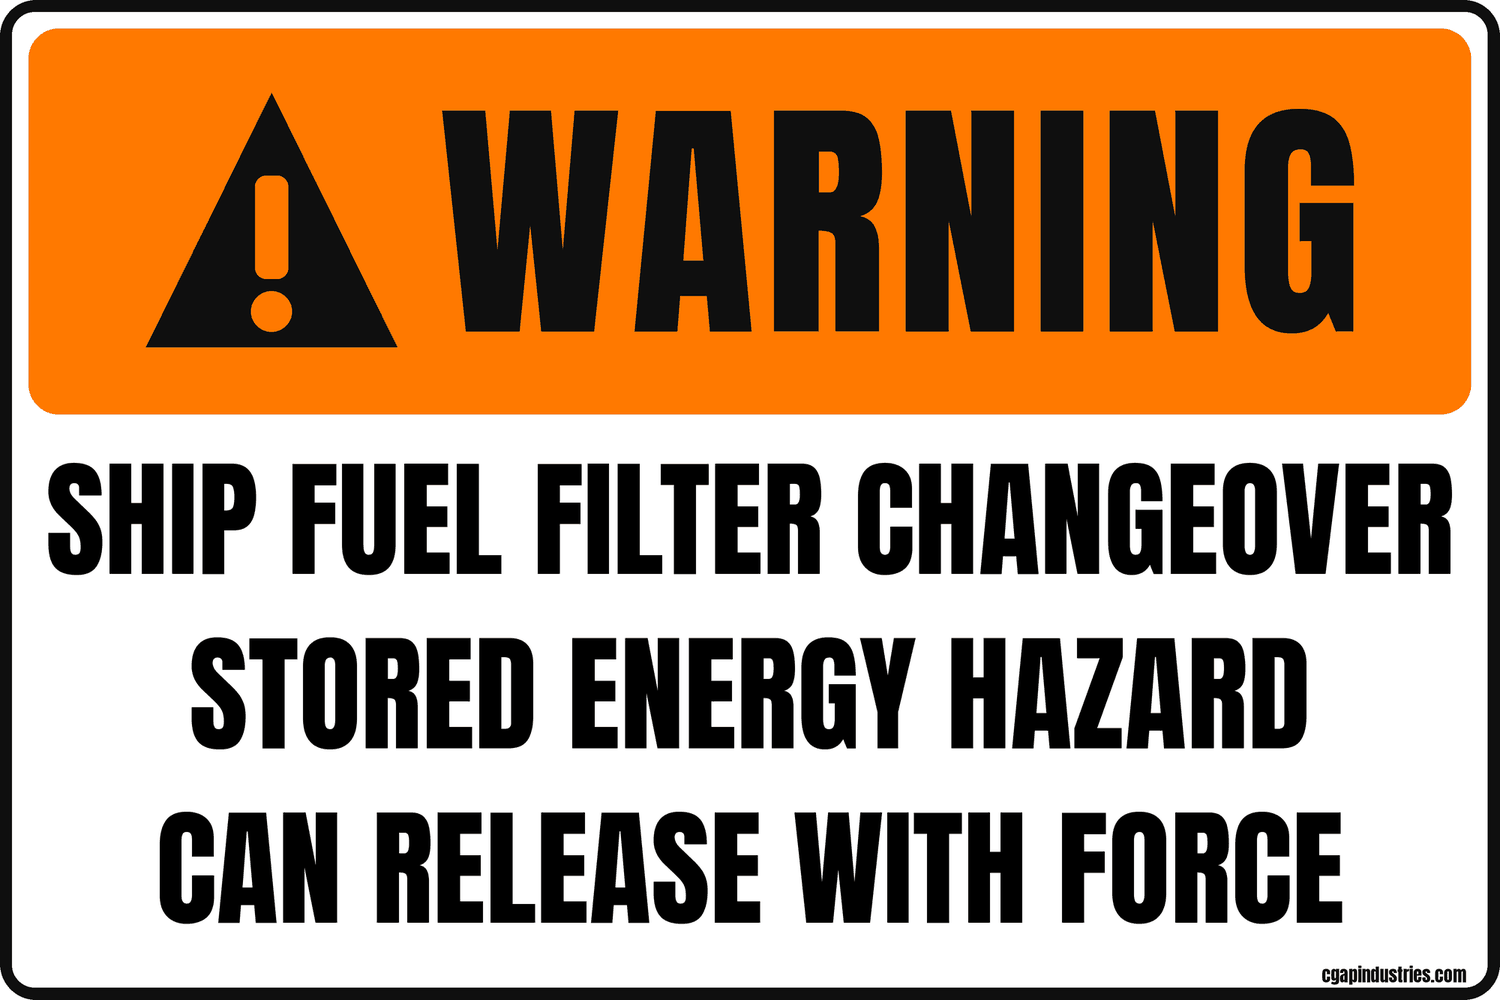 WARNING
SHIP FUEL FILTER CHANGEOVER
STORED ENERGY HAZARD
CAN RELEASE WITH FORCE
cgapindustries.com